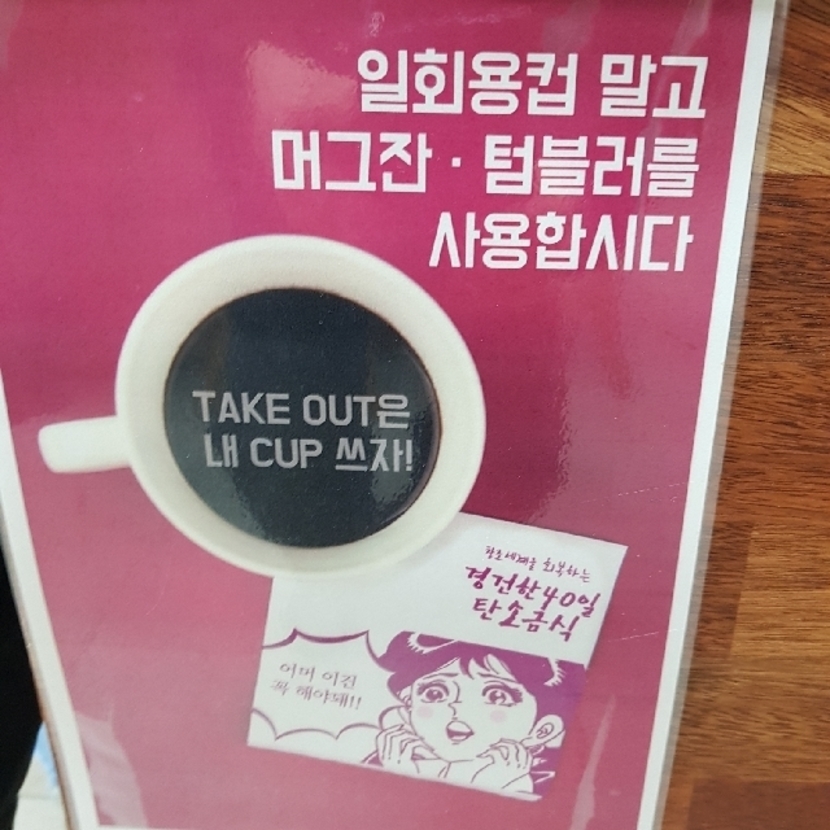 일회용컵 말고
머그잔 · 텀블러를
사용합시다
TAKE OUT은
내 CUP 쓰자!
창조세계를 회복하는
경건한 40일
탄소금식
어머 이건
꼭 해야돼!!